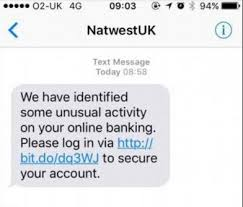 O2-UK 4G 09:03 94%
NatwestUK
Text Message
Today 08:58
We have identified
some unusual activity
on your online banking.
Please log in via http://
bit.do/dq3WJ to secure
your account.